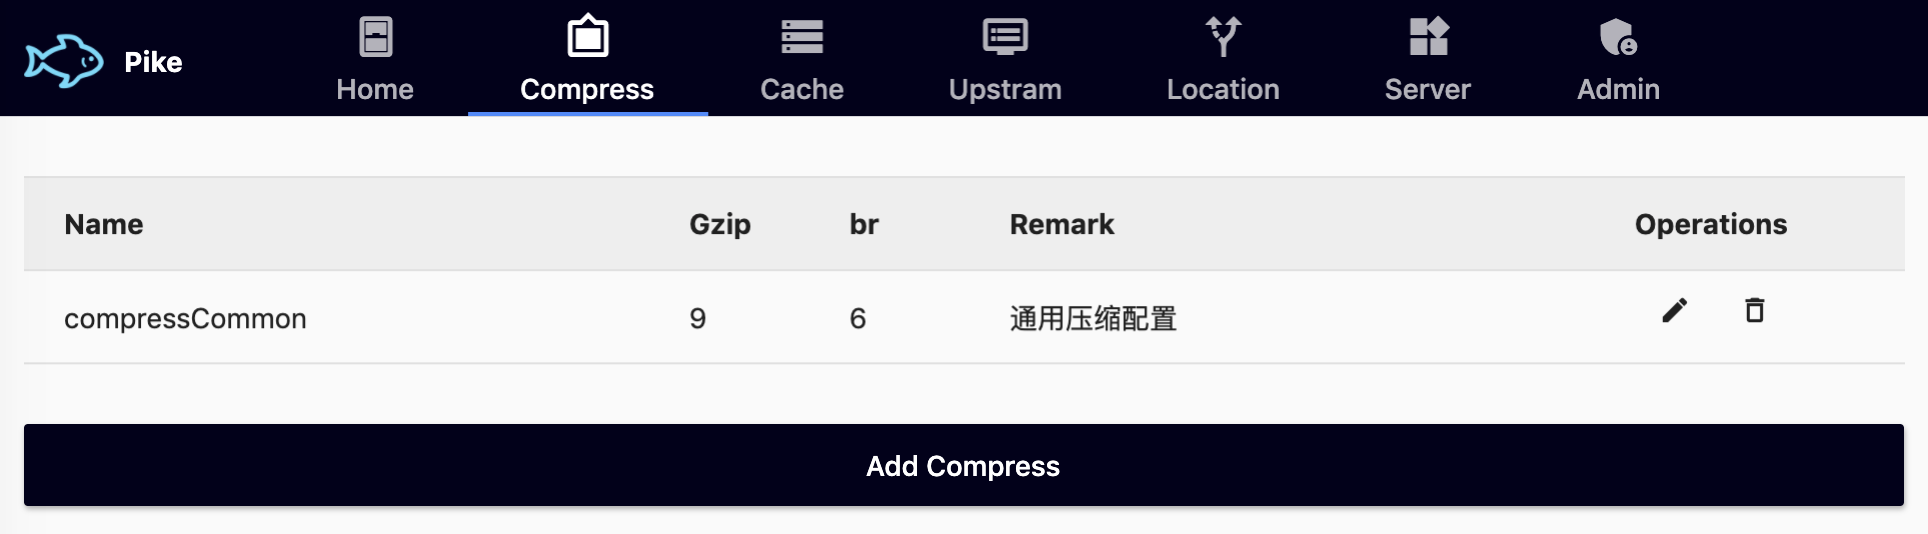 Pike
Home Compress Cache Upstram Location Server Admin
Name Gzip br Remark Operations
compressCommon 9 6 通用压缩配置
Add Compress